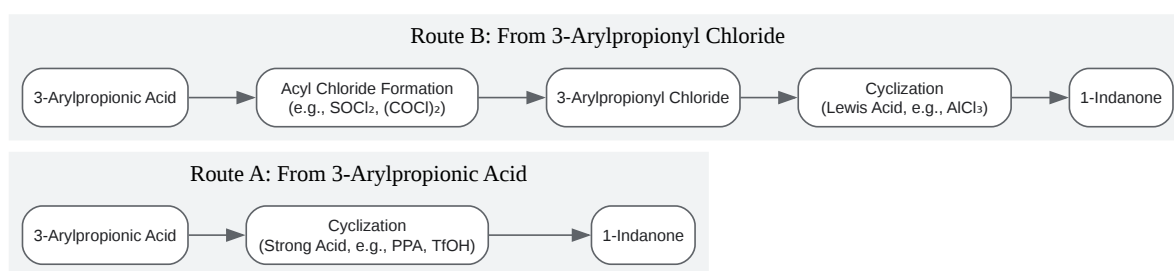 Route B: From 3-Arylpropionyl Chloride
3-Arylpropionic Acid
Acyl Chloride Formation
(e.g., SOCl₂, (COCl)₂)
3-Arylpropionyl Chloride
Cyclization
(Lewis Acid, e.g., AlCl₃)
1-Indanone
Route A: From 3-Arylpropionic Acid
3-Arylpropionic Acid
Cyclization
(Strong Acid, e.g., PPA, TfOH)
1-Indanone